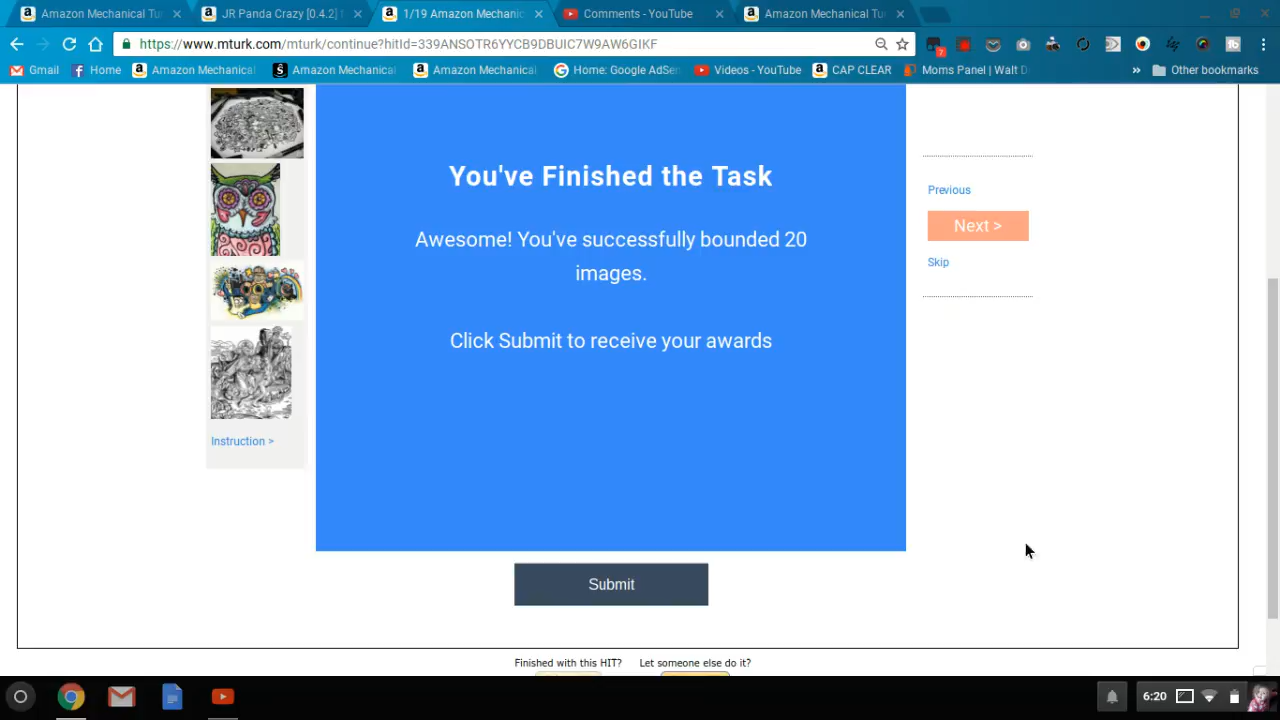 Amazon Mechanical Tu
JR Panda Crazy [0.4.2]
1/19 Amazon Mechanic
Comments - YouTube
Amazon Mechanical Tu
https://www.mturk.com/mturk/continue?hitId=339ANSOTR6YYCB9DBUIC7W9AW6GIKF
7
Gmail
Home
Amazon Mechanical
Amazon Mechanical
Amazon Mechanical
Home: Google AdSen
Videos - YouTube
CAP CLEAR
Moms Panel | Walt D
»
Other bookmarks
You've Finished the Task
Awesome! You've successfully bounded 20
images.
Click Submit to receive your awards
Previous
Next >
Skip
Instruction >
Submit
Finished with this HIT?
Let someone else do it?
6:20